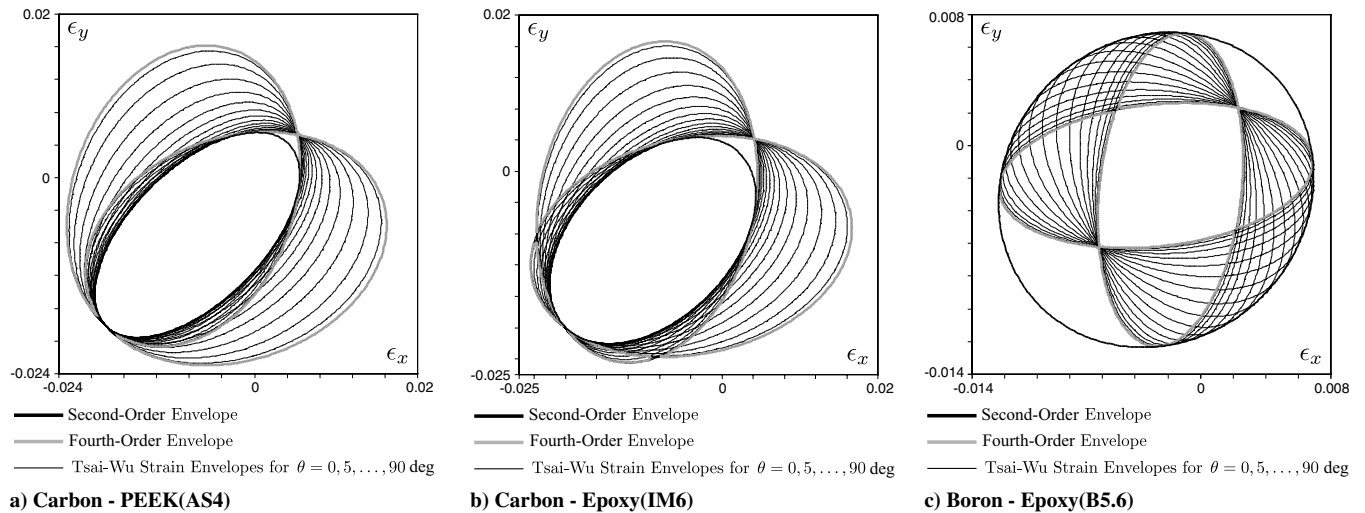 0.02
ϵy
0
ϵx
-0.024
-0.024
0
0.02
Second-Order Envelope
Fourth-Order Envelope
Tsai-Wu Strain Envelopes for θ = 0, 5, . . . , 90 deg
a) Carbon - PEEK(AS4)
0.02
ϵy
0
ϵx
-0.025
-0.025
0
0.02
Second-Order Envelope
Fourth-Order Envelope
Tsai-Wu Strain Envelopes for θ = 0, 5, . . . , 90 deg
b) Carbon - Epoxy(IM6)
0.008
ϵy
0
ϵx
-0.014
-0.014
0
0.008
Second-Order Envelope
Fourth-Order Envelope
Tsai-Wu Strain Envelopes for θ = 0, 5, . . . , 90 deg
c) Boron - Epoxy(B5.6)